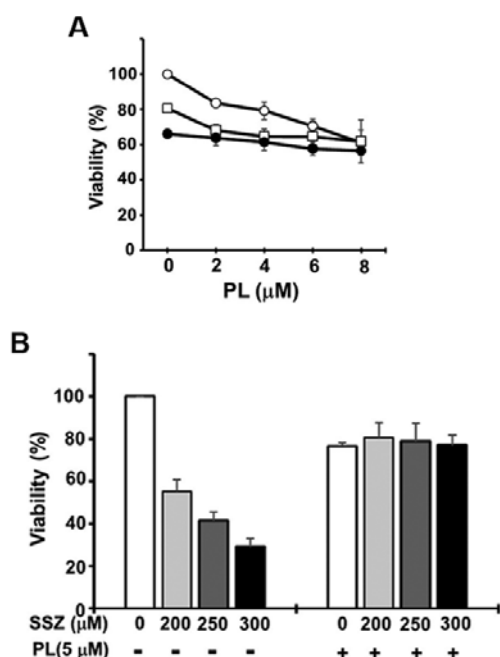 A
Viability (%)
100
80
60
40
20
0
0 2 4 6 8
PL (μM)
B
Viability (%)
100
80
60
40
20
0
SSZ (μM) 0 200 250 300 0 200 250 300
PL(5 μM) - - - - + + + +